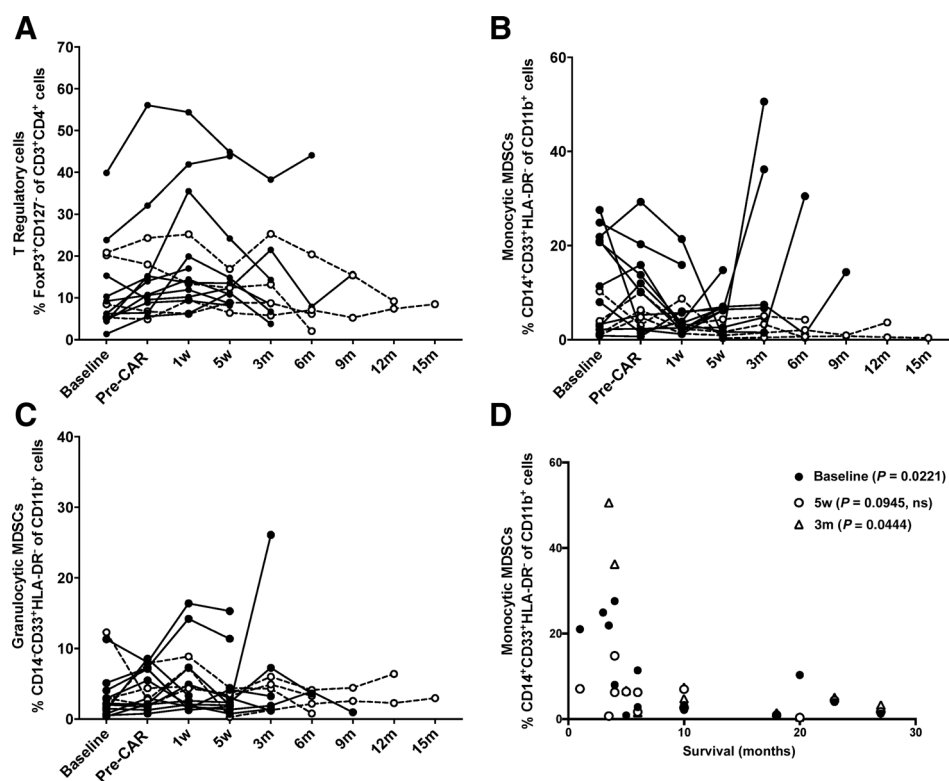 A
T Regulatory cells
% FoxP3⁺CD127⁻ of CD3⁺CD4⁺ cells
70
60
50
40
30
20
10
0
Baseline
Pre-CAR
1w
5w
3m
6m
9m
12m
15m
B
Monocytic MDSCs
% CD14⁺CD33⁺HLA-DR⁻ of CD11b⁺ cells
60
40
20
0
Baseline
Pre-CAR
1w
5w
3m
6m
9m
12m
15m
C
Granulocytic MDSCs
% CD14⁻CD33⁺HLA-DR⁻ of CD11b⁺ cells
40
30
20
10
0
Baseline
Pre-CAR
1w
5w
3m
6m
9m
12m
15m
D
Monocytic MDSCs
% CD14⁺CD33⁺HLA-DR⁻ of CD11b⁺ cells
60
40
20
0
Baseline (P = 0.0221)
5w (P = 0.0945, ns)
3m (P = 0.0444)
0
10
20
30
Survival (months)